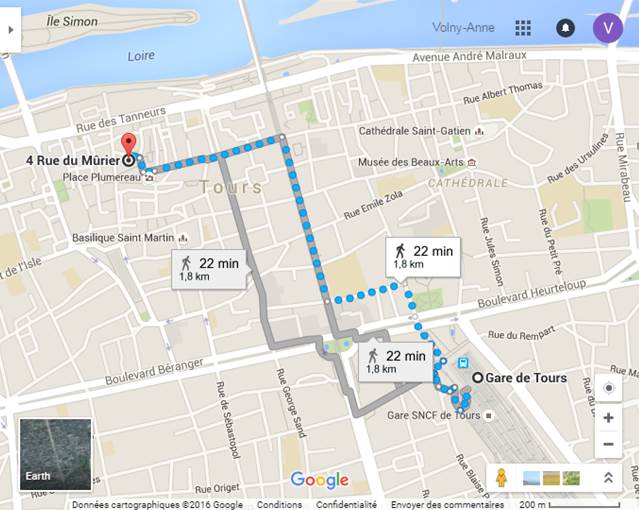 Île Simon
Volny-Anne
V
Loire
Avenue André Malraux
Rue des Tanneurs
Rue Albert Thomas
Cathédrale Saint-Gatien
4 Rue du Mûrier
Musée des Beaux-Arts
Rue des Ursulines
Rue Mirabeau
Place Plumereau
Tours
CATHÉDRALE
Rue du Petit Pré
Rue Emile Zola
Basilique Saint Martin
Rue Jules Simon
nt de l'Isle
22 min
1,8 km
22 min
1,8 km
Boulevard Heurteloup
Rue du Rempart
22 min
1,8 km
Boulevard Béranger
Gare de Tours
Rue de Sébastopol
Rue George Sand
Gare SNCF de Tours
Rue du
Rue Blaise P
Earth
Google
Rue Origet
Données cartographiques ©2016 Google
Conditions
Confidentialité
Envoyer des commentaires
200 m